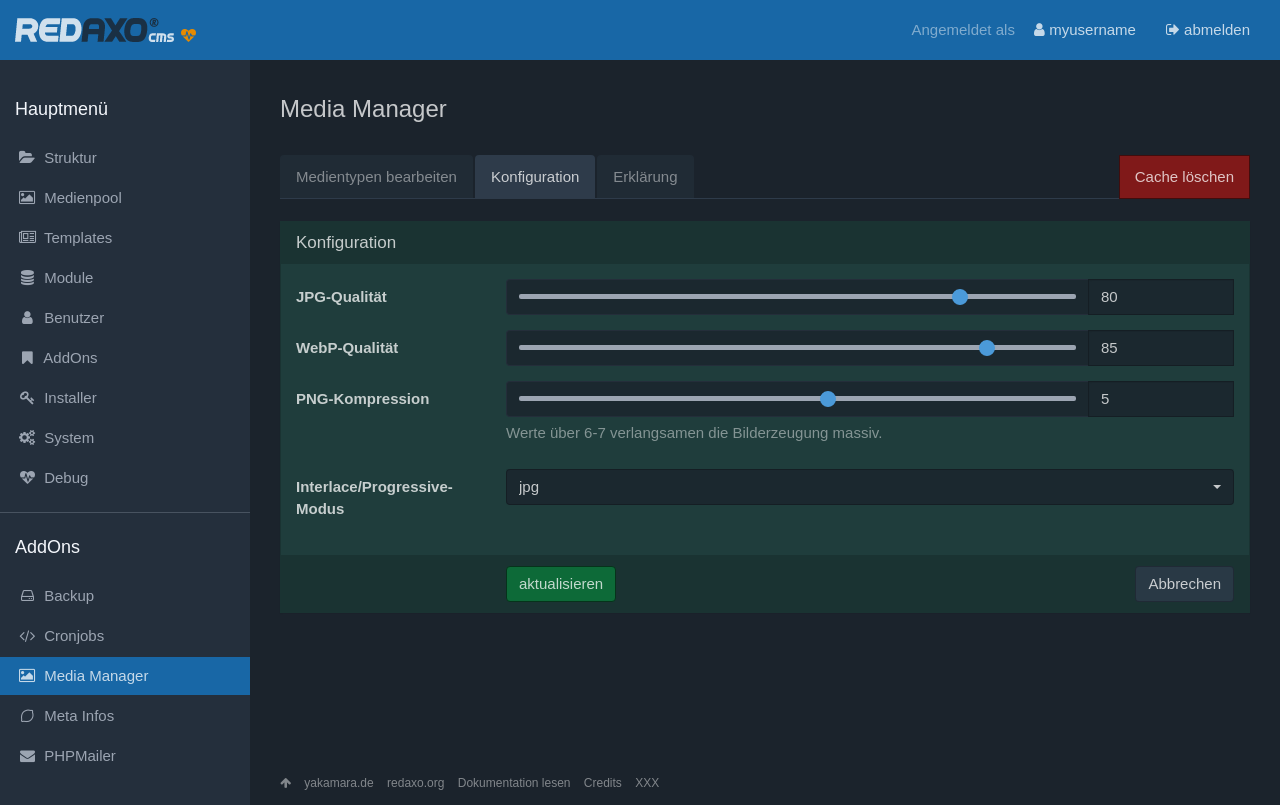 REDAXO® cms
Angemeldet als myusername abmelden
Hauptmenü
Struktur
Medienpool
Templates
Module
Benutzer
AddOns
Installer
System
Debug
AddOns
Backup
Cronjobs
Media Manager
Meta Infos
PHPMailer
Media Manager
Medientypen bearbeiten Konfiguration Erklärung Cache löschen
Konfiguration
JPG-Qualität 80
WebP-Qualität 85
PNG-Kompression 5
Werte über 6-7 verlangsamen die Bilderzeugung massiv.
Interlace/Progressive-
Modus
jpg
aktualisieren Abbrechen
yakamara.de redaxo.org Dokumentation lesen Credits XXX